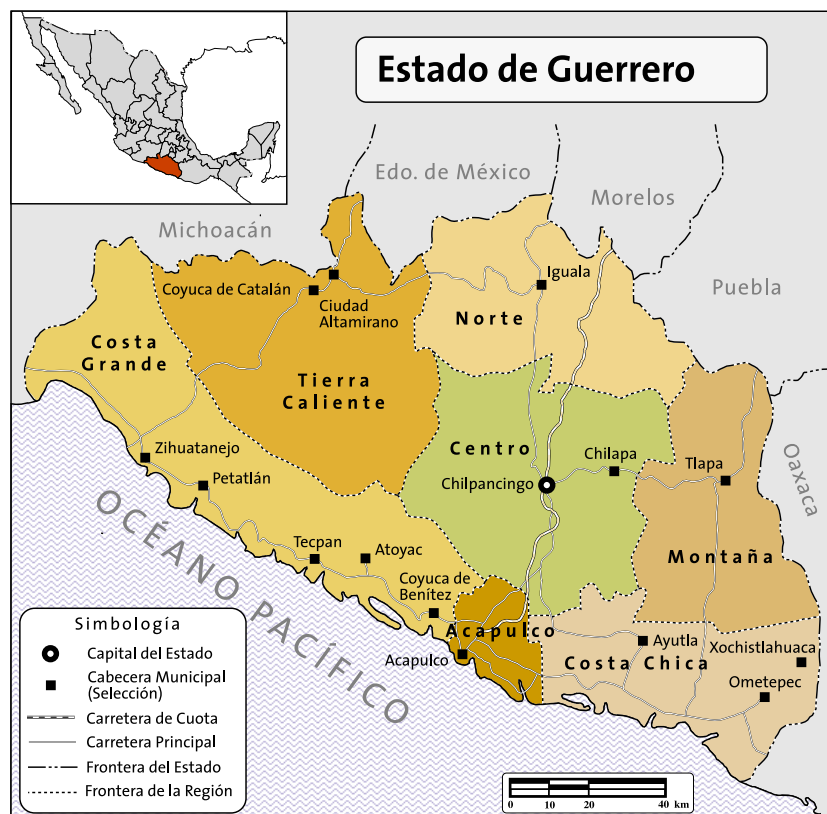 Estado de Guerrero
Edo. de México
Morelos
Michoacán
Puebla
Oaxaca
Coyuca de Catalán
Ciudad
Altamirano
Iguala
Costa
Grande
Norte
Tierra
Caliente
Centro
Chilpancingo
Chilapa
Tlapa
Zihuatanejo
Petatlán
Tecpan
Atoyac
Montaña
OCÉANO PACÍFICO
Coyuca de
Benítez
Acapulco
Acapulco
Ayutla
Costa Chica
Xochistlahuaca
Ometepec
Simbología
Capital del Estado
Cabecera Municipal
(Selección)
Carretera de Cuota
Carretera Principal
Frontera del Estado
Frontera de la Región
0 10 20 40 km